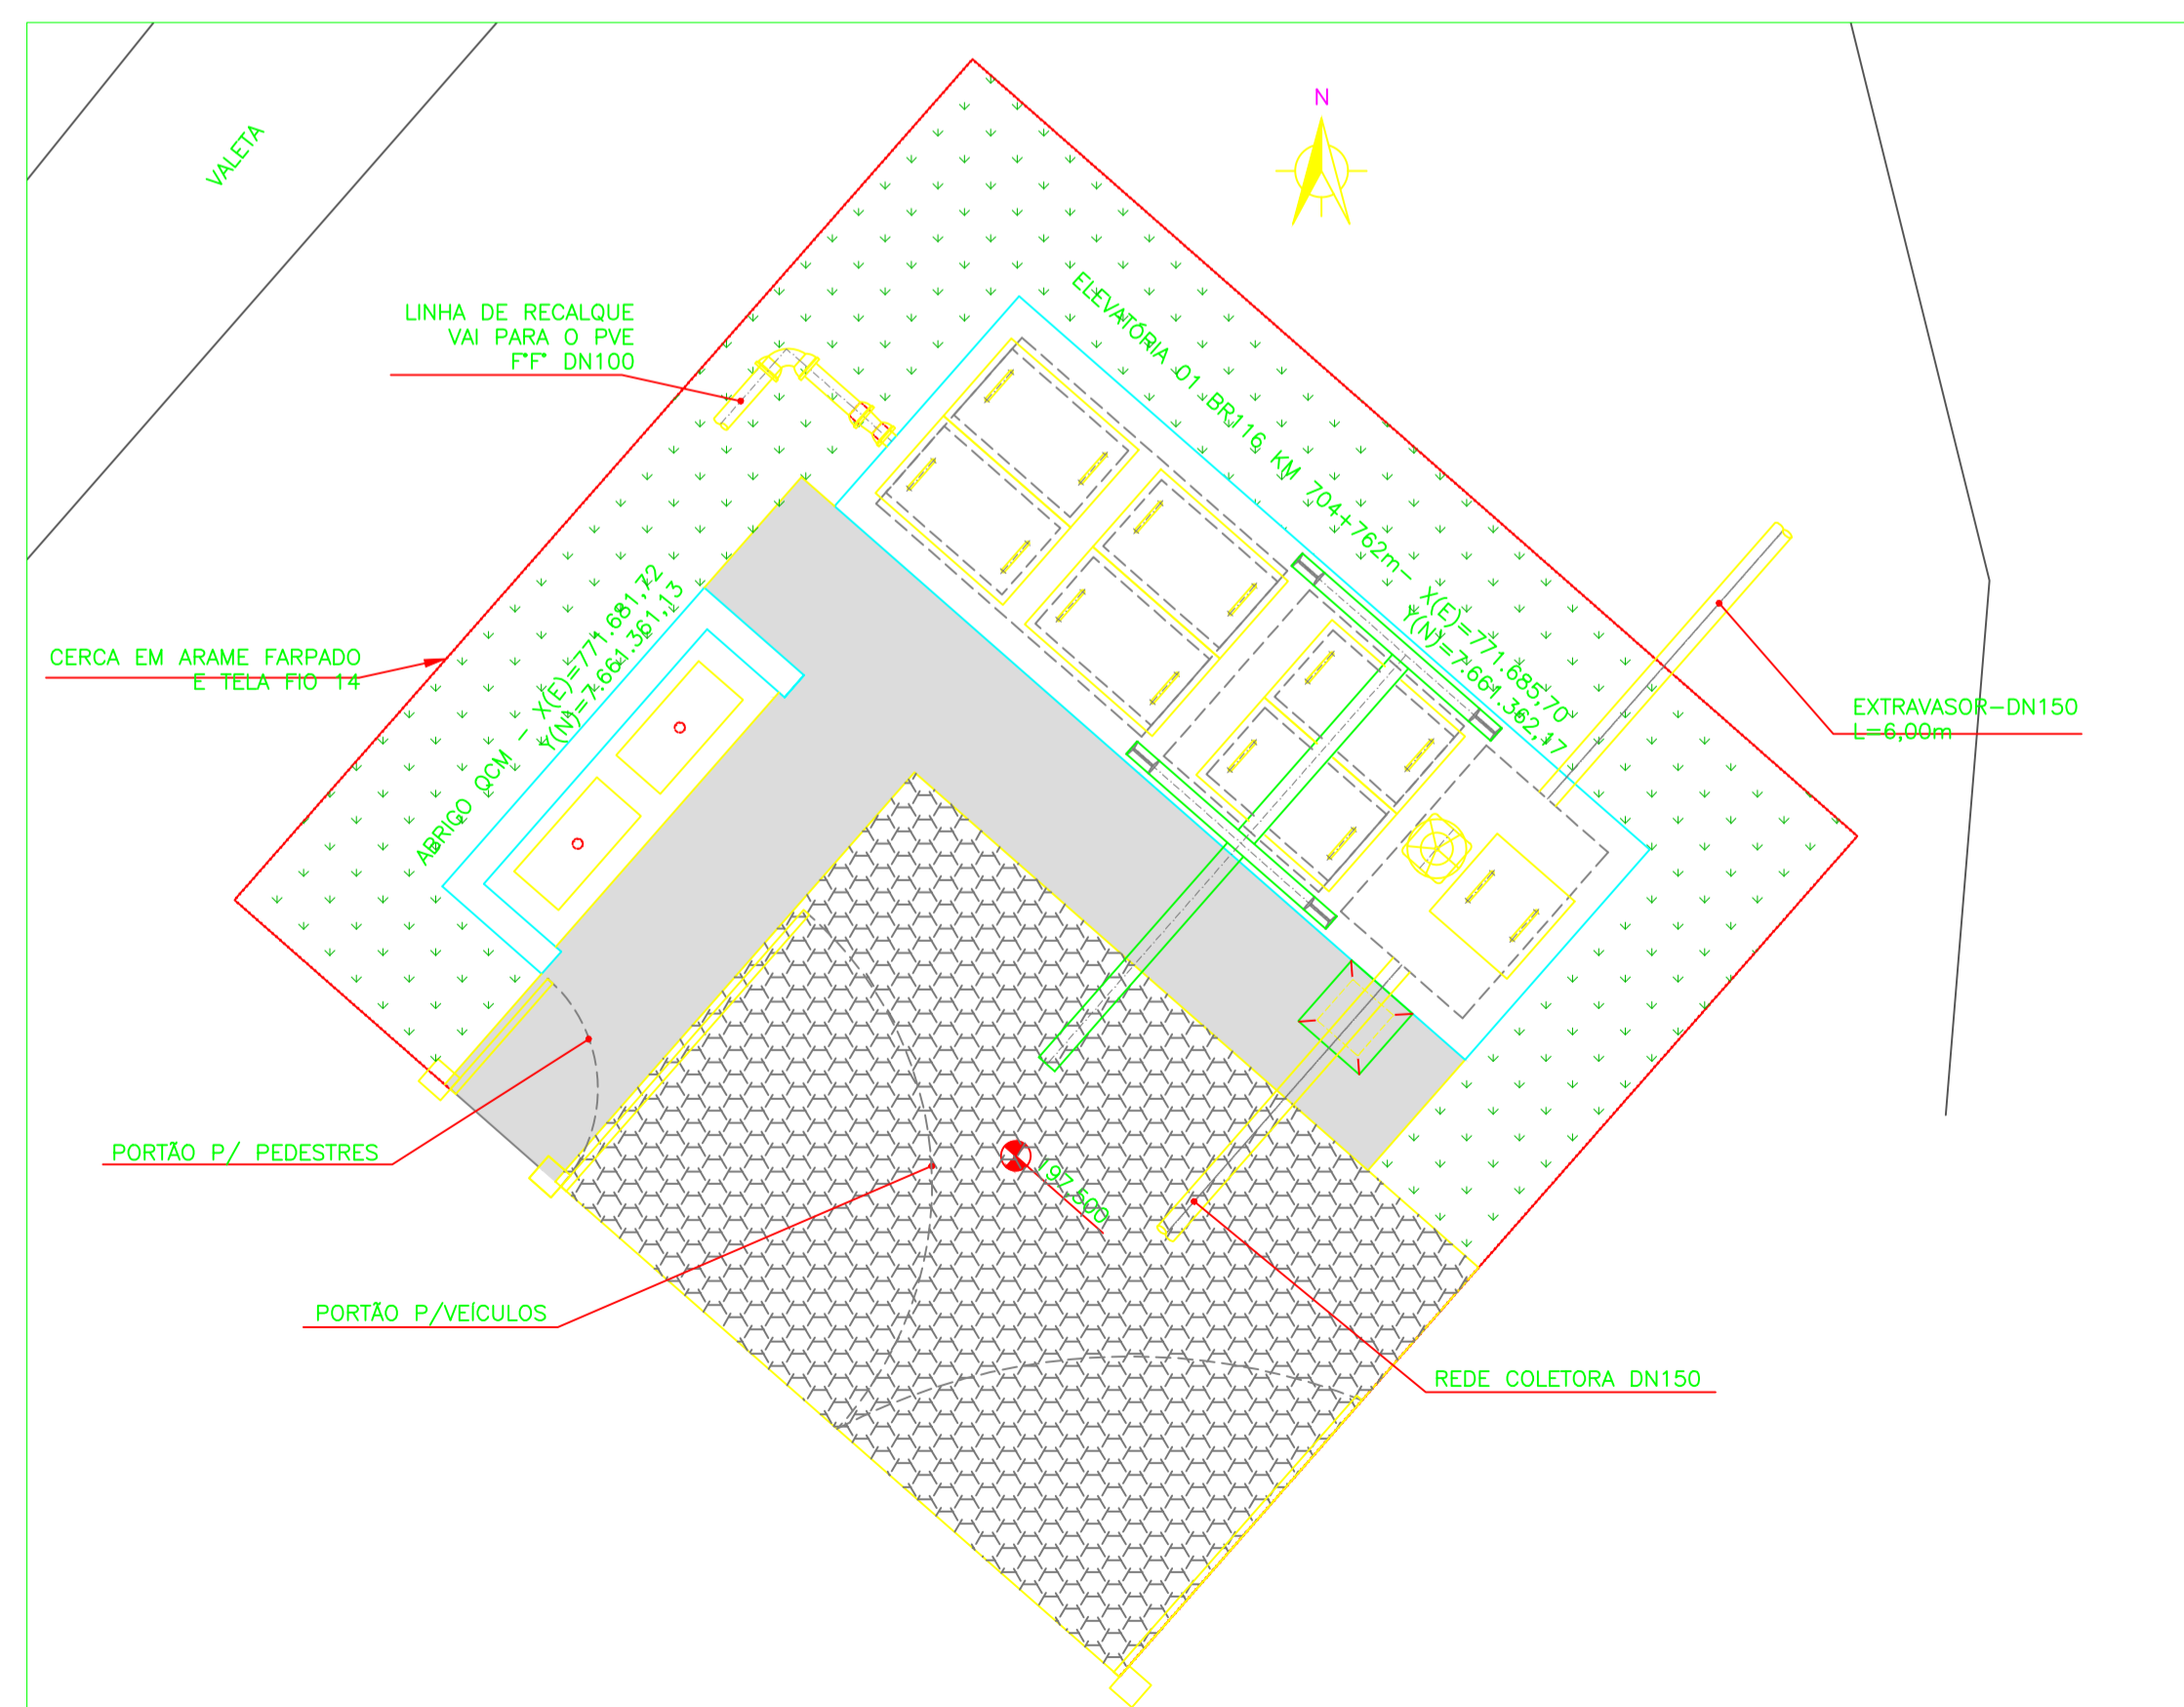 N
VALETA
LINHA DE RECALQUE
VAI PARA O PVE
F°F° DN100
ELEVATÓRIA 01 BR116 KM 704+762m- X(E)=771.685,70
Y(N)=7.661.362,17
CERCA EM ARAME FARPADO
E TELA FIO 14
ABRIGO QCM - X(E)=771.681,72
Y(N)=7.661.361,13
EXTRAVASOR-DN150
L=6,00m
PORTÃO P/ PEDESTRES
197,500
PORTÃO P/VEÍCULOS
REDE COLETORA DN150